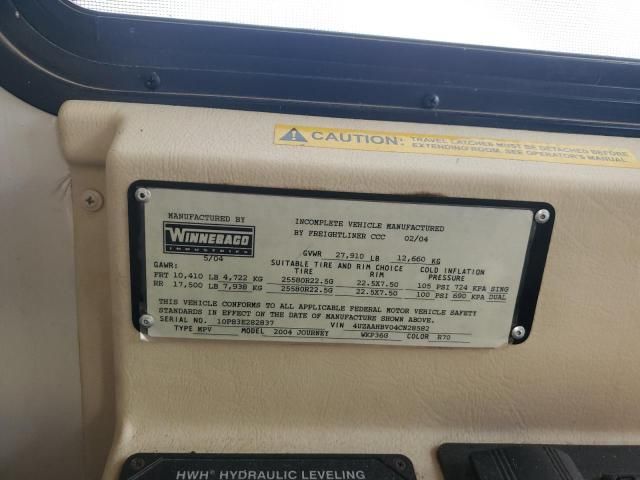 CAUTION: TRAVEL LATCHES MUST BE DETACHED BEFORE
EXTENDING ROOM. SEE OPERATOR'S MANUAL.
MANUFACTURED BY
WINNEBAGO
INDUSTRIES
5/04
INCOMPLETE VEHICLE MANUFACTURED
BY FREIGHTLINER CCC 02/04
GVWR 27,910 LB 12,660 KG
GAWR: SUITABLE TIRE AND RIM CHOICE COLD INFLATION
TIRE RIM PRESSURE
FRT 10,410 LB 4,722 KG 25580R22.5G 22.5X7.50 105 PSI 724 KPA SING
RR 17,500 LB 7,938 KG 25580R22.5G 22.5X7.50 100 PSI 690 KPA DUAL
THIS VEHICLE CONFORMS TO ALL APPLICABLE FEDERAL MOTOR VEHICLE SAFETY
STANDARDS IN EFFECT ON THE DATE OF MANUFACTURE SHOWN ABOVE.
SERIAL NO. 10PB3E282837 VIN 4UZAAHBV04CN28582
TYPE MPV MODEL 2004 JOURNEY WKP36G COLOR R70
HWH® HYDRAULIC LEVELING